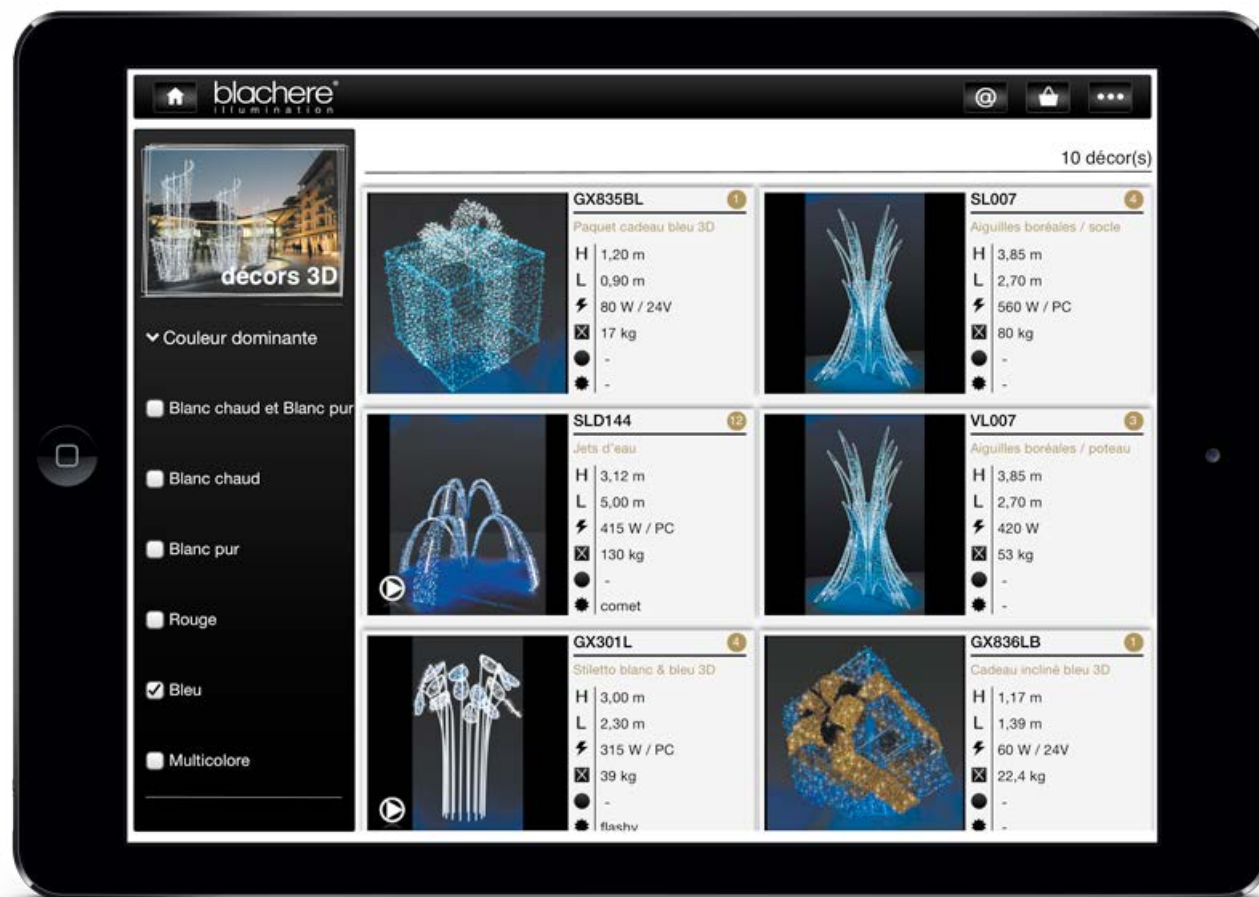 blachere®
illumination
@
décors 3D
Couleur dominante
Blanc chaud et Blanc pur
Blanc chaud
Blanc pur
Rouge
Bleu
Multicolore
10 décor(s)
GX835BL 1
Paquet cadeau bleu 3D
H 1,20 m
L 0,90 m
80 W / 24V
17 kg
-
-
SL007 4
Aiguilles boréales / socle
H 3,85 m
L 2,70 m
560 W / PC
80 kg
-
-
SLD144 12
Jets d'eau
H 3,12 m
L 5,00 m
415 W / PC
130 kg
-
comet
VL007 3
Aiguilles boréales / poteau
H 3,85 m
L 2,70 m
420 W
53 kg
-
-
GX301L 4
Stiletto blanc & bleu 3D
H 3,00 m
L 2,30 m
315 W / PC
39 kg
-
flashy
GX836LB 1
Cadeau incliné bleu 3D
H 1,17 m
L 1,39 m
60 W / 24V
22,4 kg
-
-